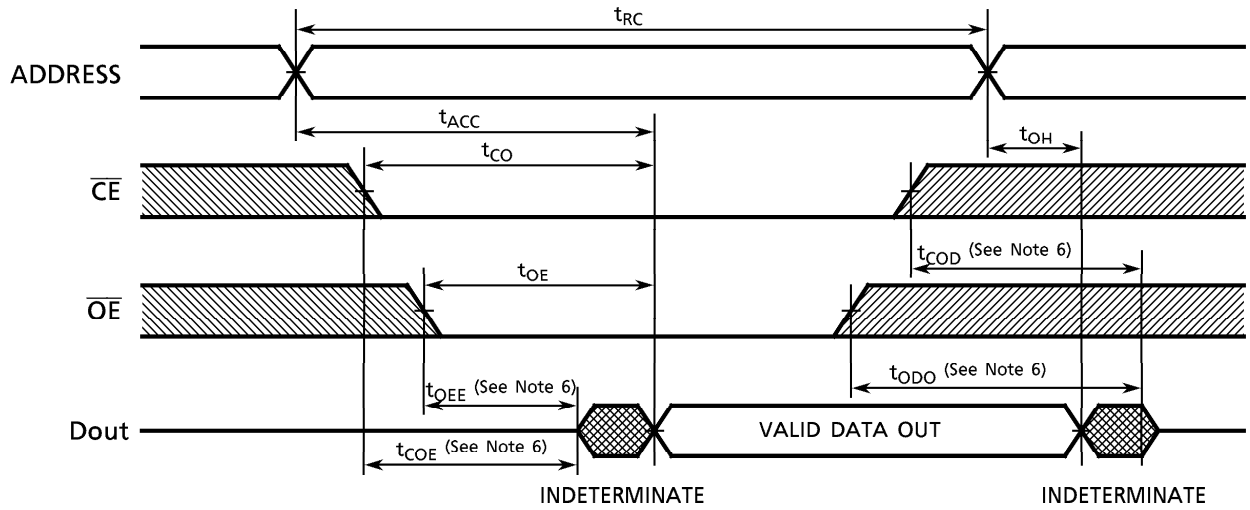 tRC
ADDRESS
tACC
tOH
tCO
CE
tCOD (See Note 6)
tOE
OE
tODO (See Note 6)
tOEE (See Note 6)
Dout
VALID DATA OUT
tCOE (See Note 6)
INDETERMINATE
INDETERMINATE